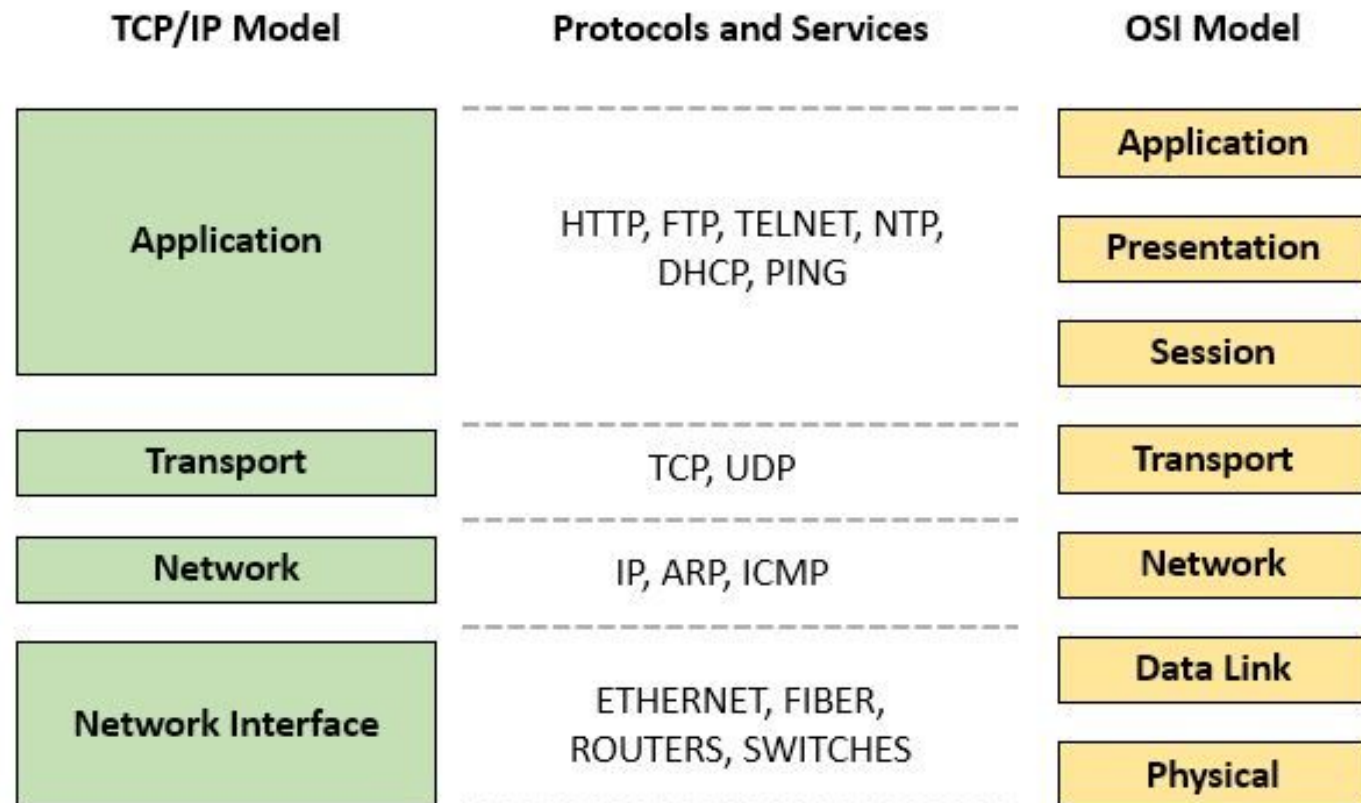 TCP/IP Model
Protocols and Services
OSI Model
Application
HTTP, FTP, TELNET, NTP,
DHCP, PING
Application
Presentation
Session
Transport
TCP, UDP
Transport
Network
IP, ARP, ICMP
Network
Network Interface
ETHERNET, FIBER,
ROUTERS, SWITCHES
Data Link
Physical